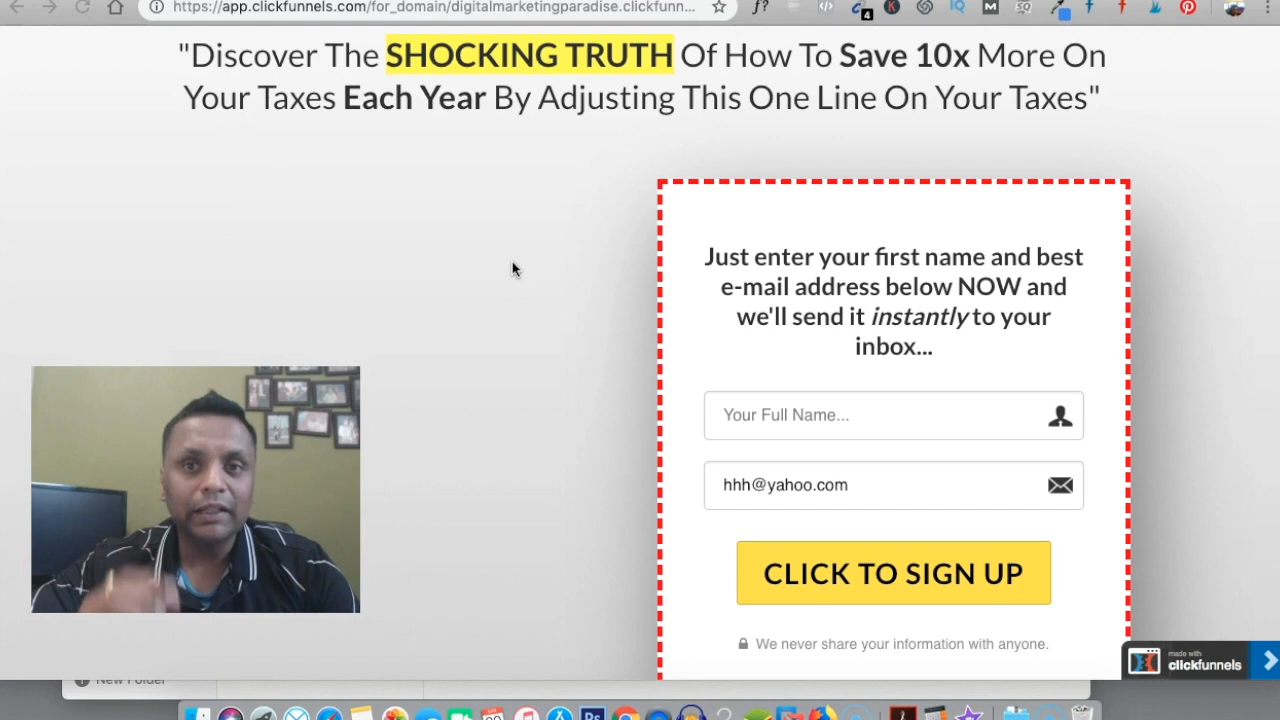 https://app.clickfunnels.com/for_domain/digitalmarketingparadise.clickfunn...
"Discover The SHOCKING TRUTH Of How To Save 10x More On
Your Taxes Each Year By Adjusting This One Line On Your Taxes"
Just enter your first name and best
e-mail address below NOW and
we'll send it instantly to your
inbox...
Your Full Name...
hhh@yahoo.com
CLICK TO SIGN UP
We never share your information with anyone.
made with
clickfunnels
New Folder